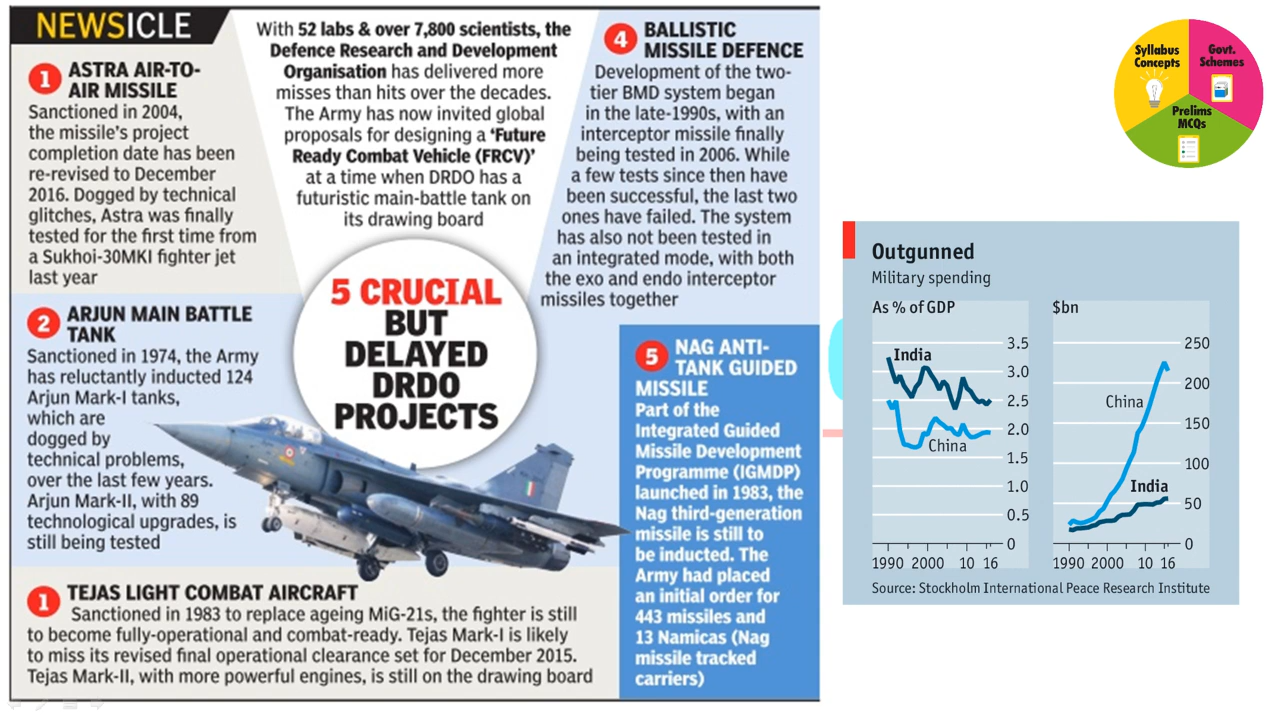 NEWSICLE
1 ASTRA AIR-TO-
AIR MISSILE
Sanctioned in 2004,
the missile's project
completion date has been
re-revised to December
2016. Dogged by technical
glitches, Astra was finally
tested for the first time from
a Sukhoi-30MKI fighter jet
last year
2 ARJUN MAIN BATTLE
TANK
Sanctioned in 1974, the Army
has reluctantly inducted 124
Arjun Mark-I tanks,
which are
dogged by
technical problems,
over the last few years.
Arjun Mark-II, with 89
technological upgrades, is
still being tested
1 TEJAS LIGHT COMBAT AIRCRAFT
Sanctioned in 1983 to replace ageing MiG-21s, the fighter is still
to become fully-operational and combat-ready. Tejas Mark-I is likely
to miss its revised final operational clearance set for December 2015.
Tejas Mark-II, with more powerful engines, is still on the drawing board
With 52 labs & over 7,800 scientists, the
Defence Research and Development
Organisation has delivered more
misses than hits over the decades.
The Army has now invited global
proposals for designing a 'Future
Ready Combat Vehicle (FRCV)'
at a time when DRDO has a
futuristic main-battle tank on
its drawing board
5 CRUCIAL
BUT
DELAYED
DRDO
PROJECTS
4 BALLISTIC
MISSILE DEFENCE
Development of the two-
tier BMD system began
in the late-1990s, with an
interceptor missile finally
being tested in 2006. While
a few tests since then have
been successful, the last two
ones have failed. The system
has also not been tested in
an integrated mode, with both
the exo and endo interceptor
missiles together
5 NAG ANTI-
TANK GUIDED
MISSILE
Part of the
Integrated Guided
Missile Development
Programme (IGMDP)
launched in 1983, the
Nag third-generation
missile is still to
be inducted. The
Army had placed
an initial order for
443 missiles and
13 Namicas (Nag
missile tracked
carriers)
Syllabus
Concepts
Govt.
Schemes
Prelims
MCQs
Outgunned
Military spending
As % of GDP
India
China
3.5
3.0
2.5
2.0
1.5
1.0
0.5
0
1990 2000 10 16
$bn
China
India
250
200
150
100
50
0
1990 2000 10 16
Source: Stockholm International Peace Research Institute